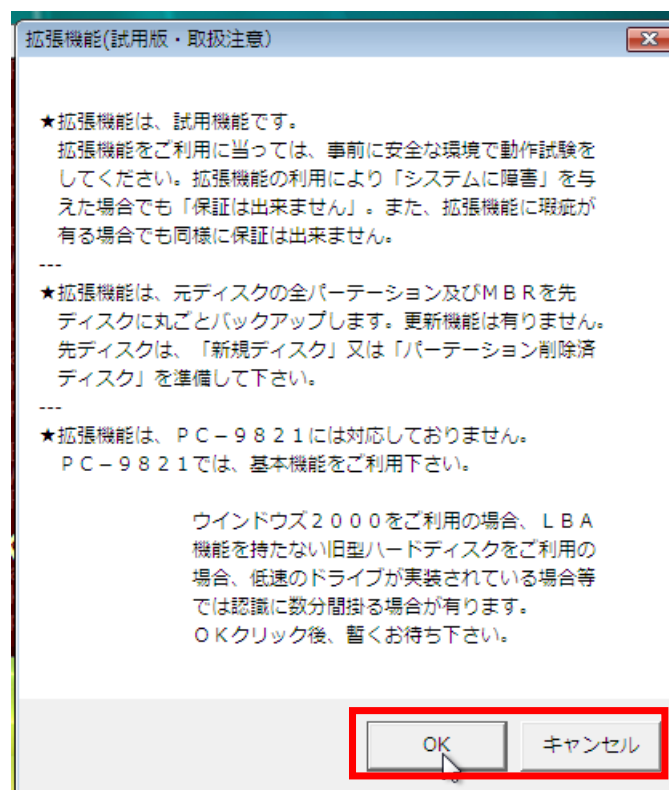 拡張機能(試用版・取扱注意)
★拡張機能は、試用機能です。
拡張機能をご利用に当っては、事前に安全な環境で動作試験を
してください。拡張機能の利用により「システムに障害」を与
えた場合でも「保証は出来ません」。また、拡張機能に瑕疵が
有る場合でも同様に保証は出来ません。
---
★拡張機能は、元ディスクの全パーテーション及びＭＢＲを先
ディスクに丸ごとバックアップします。更新機能は有りません。
先ディスクは、「新規ディスク」又は「パーテーション削除済
ディスク」を準備して下さい。
---
★拡張機能は、ＰＣ－９８２１には対応しておりません。
ＰＣ－９８２１では、基本機能をご利用下さい。
ウインドウズ２０００をご利用の場合、ＬＢＡ
機能を持たない旧型ハードディスクをご利用の
場合、低速のドライブが実装されている場合等
では認識に数分間掛る場合が有ります。
ＯＫクリック後、暫くお待ち下さい。
OK キャンセル